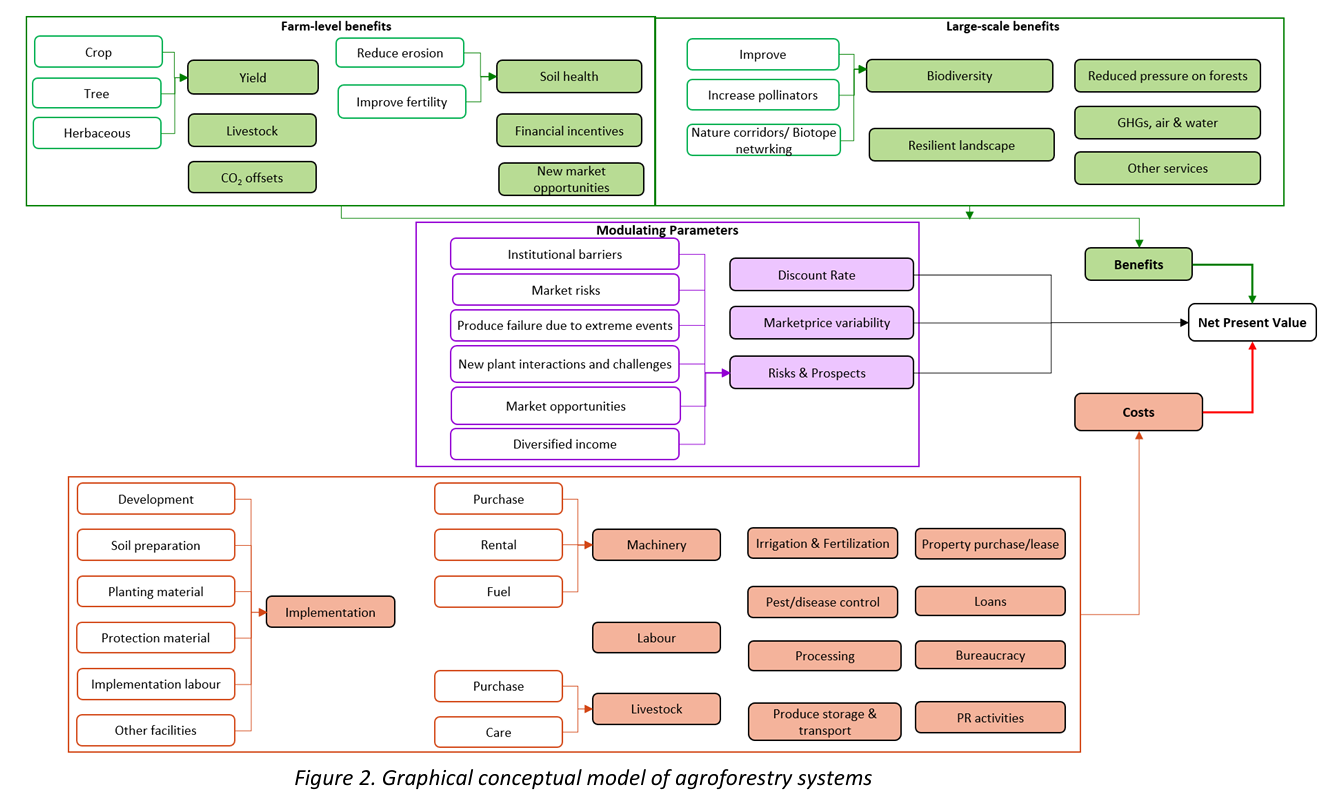 Farm-level benefits
Crop
Tree
Herbaceous
Yield
Livestock
CO₂ offsets
Reduce erosion
Improve fertility
Soil health
Financial incentives
New market
opportunities
Large-scale benefits
Improve
Increase pollinators
Nature corridors/ Biotope
netwrking
Biodiversity
Resilient landscape
Reduced pressure on forests
GHGs, air & water
Other services
Modulating Parameters
Institutional barriers
Market risks
Produce failure due to extreme events
New plant interactions and challenges
Market opportunities
Diversified income
Discount Rate
Marketprice variability
Risks & Prospects
Benefits
Net Present Value
Costs
Development
Soil preparation
Planting material
Protection material
Implementation labour
Other facilities
Implementation
Purchase
Rental
Fuel
Machinery
Labour
Purchase
Care
Livestock
Irrigation & Fertilization
Pest/disease control
Processing
Produce storage &
transport
Property purchase/lease
Loans
Bureaucracy
PR activities
Figure 2. Graphical conceptual model of agroforestry systems